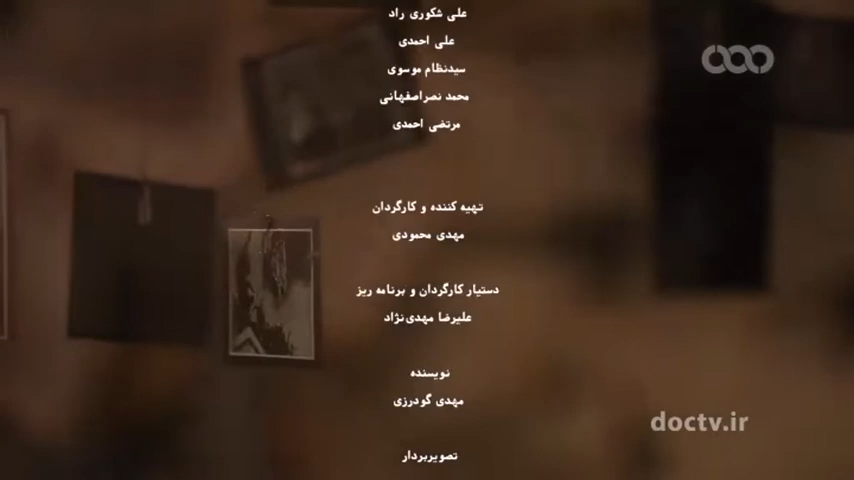 علی شکوری راد
علی احمدی
سیدنظام موسوی
محمد نصراصفهانی
مرتضی احمدی
تهیه کننده و کارگردان
مهدی محمودی
دستیار کارگردان و برنامه ریز
علیرضا مهدی‌نژاد
نویسنده
مهدی گودرزی
doctv.ir
تصویربردار